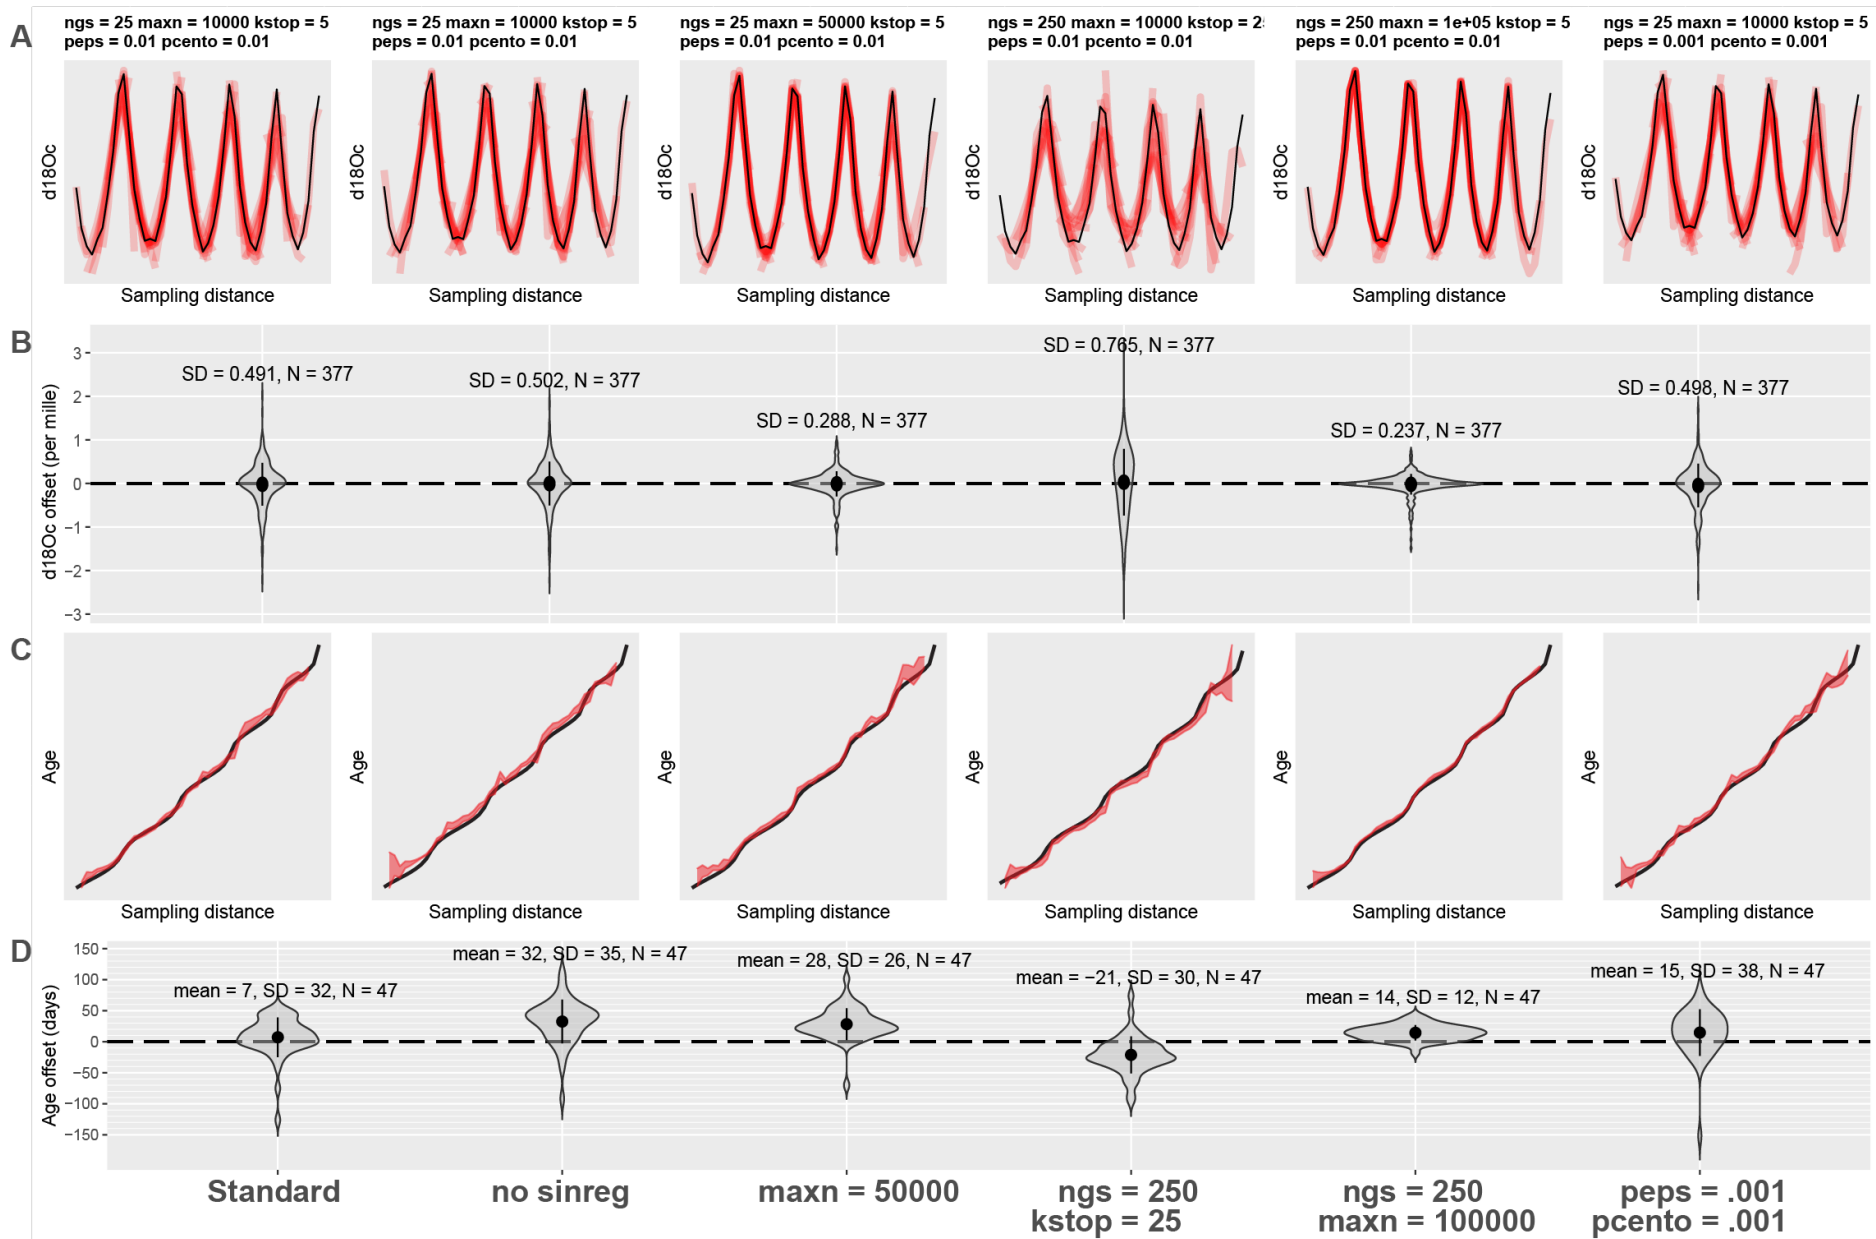 A
ngs = 25 maxn = 10000 kstop = 5
peps = 0.01 pcento = 0.01
ngs = 25 maxn = 10000 kstop = 5
peps = 0.01 pcento = 0.01
ngs = 25 maxn = 50000 kstop = 5
peps = 0.01 pcento = 0.01
ngs = 250 maxn = 10000 kstop = 25
peps = 0.01 pcento = 0.01
ngs = 250 maxn = 1e+05 kstop = 5
peps = 0.01 pcento = 0.01
ngs = 25 maxn = 10000 kstop = 5
peps = 0.001 pcento = 0.001
d18Oc
d18Oc
d18Oc
d18Oc
d18Oc
d18Oc
Sampling distance
Sampling distance
Sampling distance
Sampling distance
Sampling distance
Sampling distance
B
d18Oc offset (per mille)
3
2
1
0
−1
−2
−3
SD = 0.491, N = 377
SD = 0.502, N = 377
SD = 0.288, N = 377
SD = 0.765, N = 377
SD = 0.237, N = 377
SD = 0.498, N = 377
C
Age
Age
Age
Age
Age
Age
Sampling distance
Sampling distance
Sampling distance
Sampling distance
Sampling distance
Sampling distance
D
Age offset (days)
150
100
50
0
−50
−100
−150
mean = 7, SD = 32, N = 47
mean = 32, SD = 35, N = 47
mean = 28, SD = 26, N = 47
mean = −21, SD = 30, N = 47
mean = 14, SD = 12, N = 47
mean = 15, SD = 38, N = 47
Standard
no sinreg
maxn = 50000
ngs = 250
kstop = 25
ngs = 250
maxn = 100000
peps = .001
pcento = .001